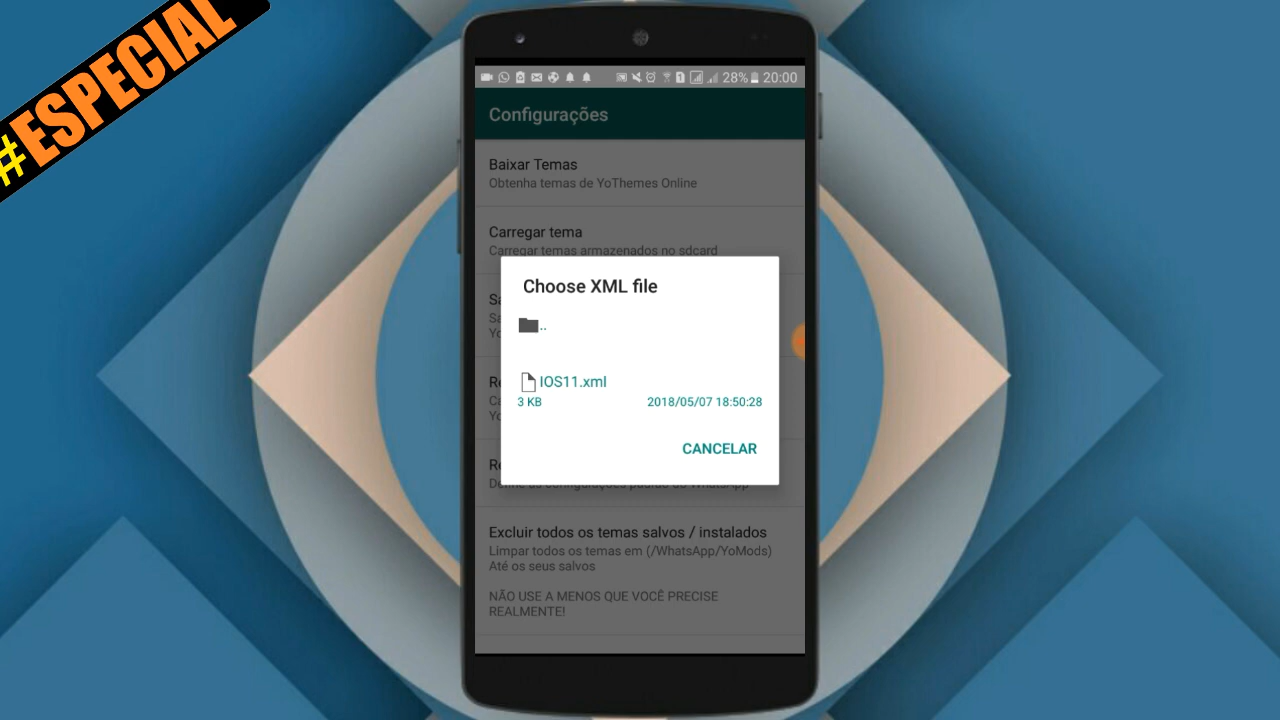 #ESPECIAL
28% 20:00
Configurações
Baixar Temas
Obtenha temas de YoThemes Online
Carregar tema
Carregar temas armazenados no sdcard
Choose XML file
..
IOS11.xml
3 KB 2018/05/07 18:50:28
CANCELAR
Excluir todos os temas salvos / instalados
Limpar todos os temas em (/WhatsApp/YoMods)
Até os seus salvos
NÃO USE A MENOS QUE VOCÊ PRECISE
REALMENTE!